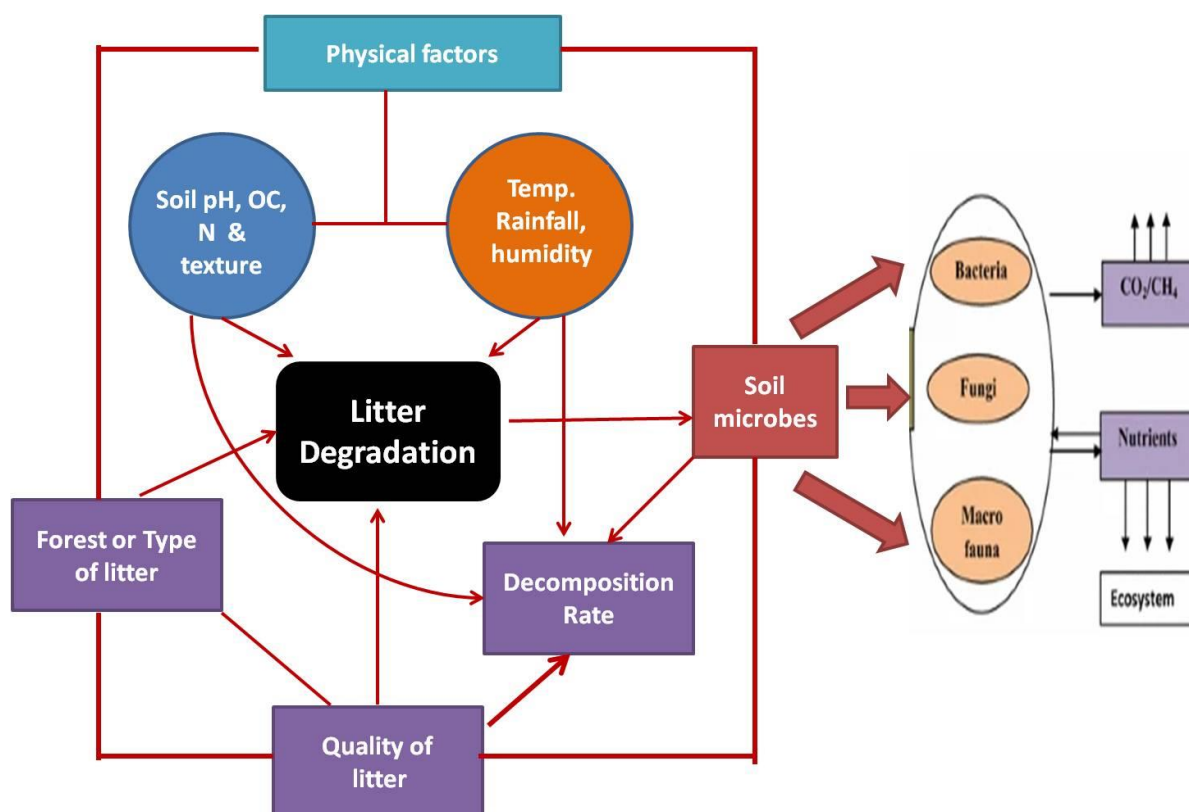 Physical factors
Soil pH, OC,
N &
texture
Temp.
Rainfall,
humidity
Litter
Degradation
Soil
microbes
Forest or Type
of litter
Decomposition
Rate
Quality of
litter
Bacteria
Fungi
Macro
fauna
CO₂/CH₄
Nutrients
Ecosystem